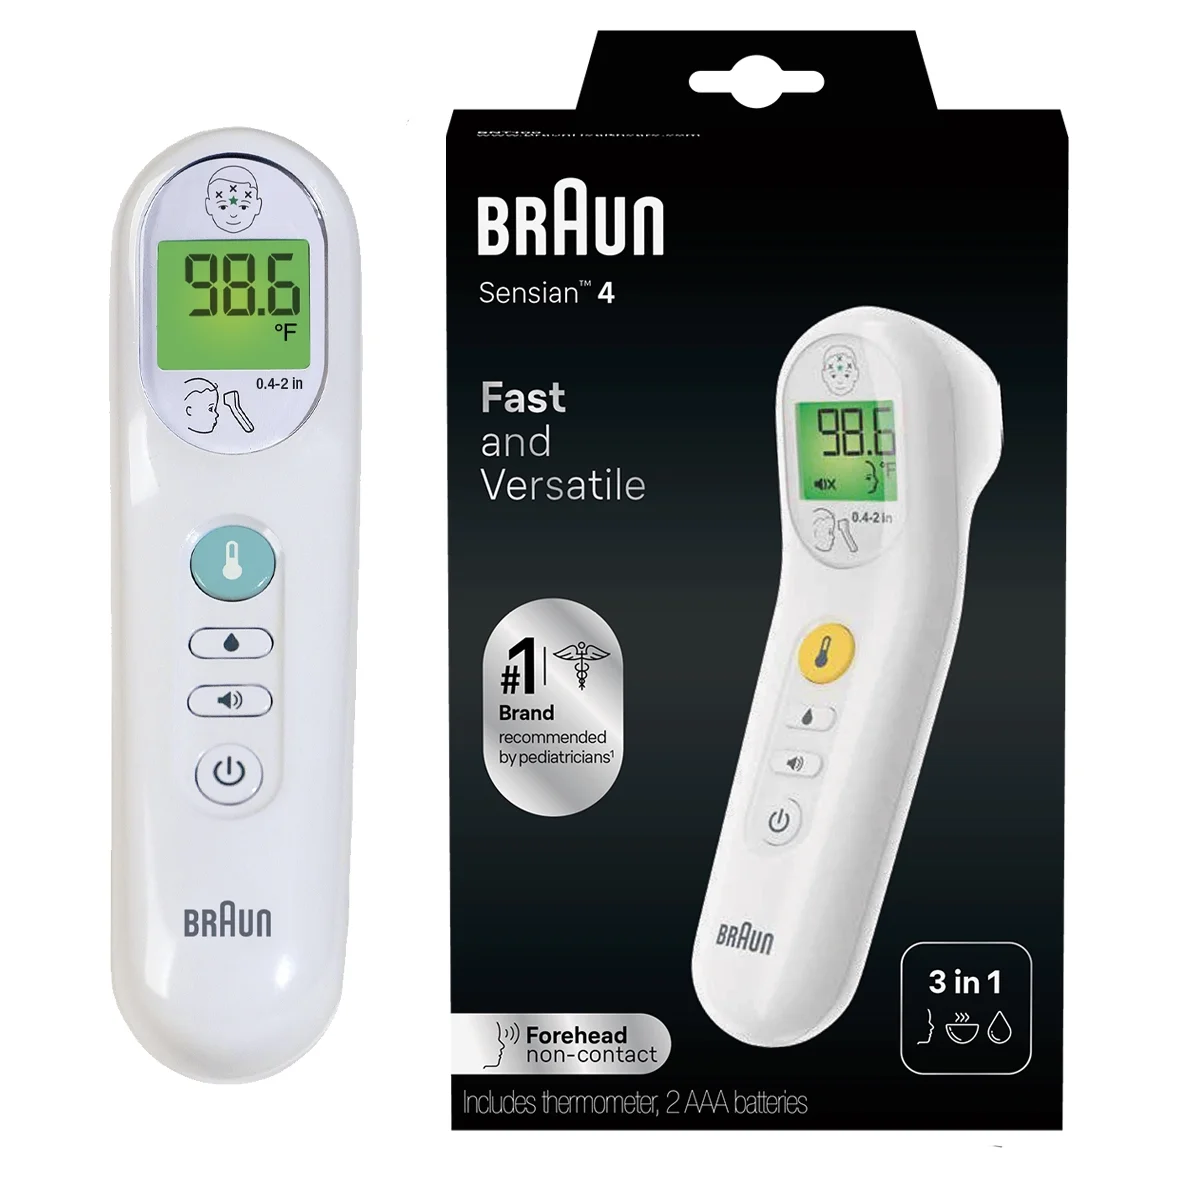 98.6
°F
0.4-2 in
BRAUN
BRAUN
Sensian™ 4
Fast
and
Versatile
#1
Brand
recommended
by pediatricians¹
98.6
°F
0.4-2 in
BRAUN
3 in 1
Forehead
non-contact
Includes thermometer, 2 AAA batteries